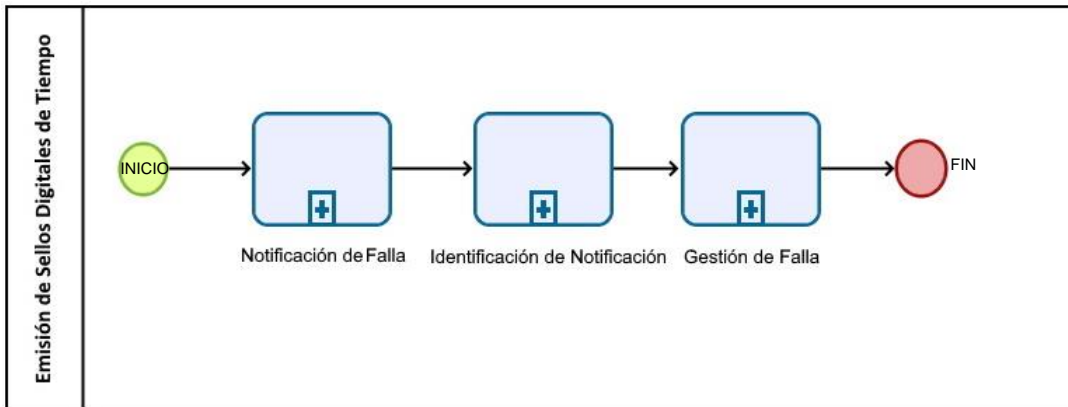 Emisión de Sellos Digitales de Tiempo
INICIO
FIN
Notificación de Falla
Identificación de Notificación
Gestión de Falla